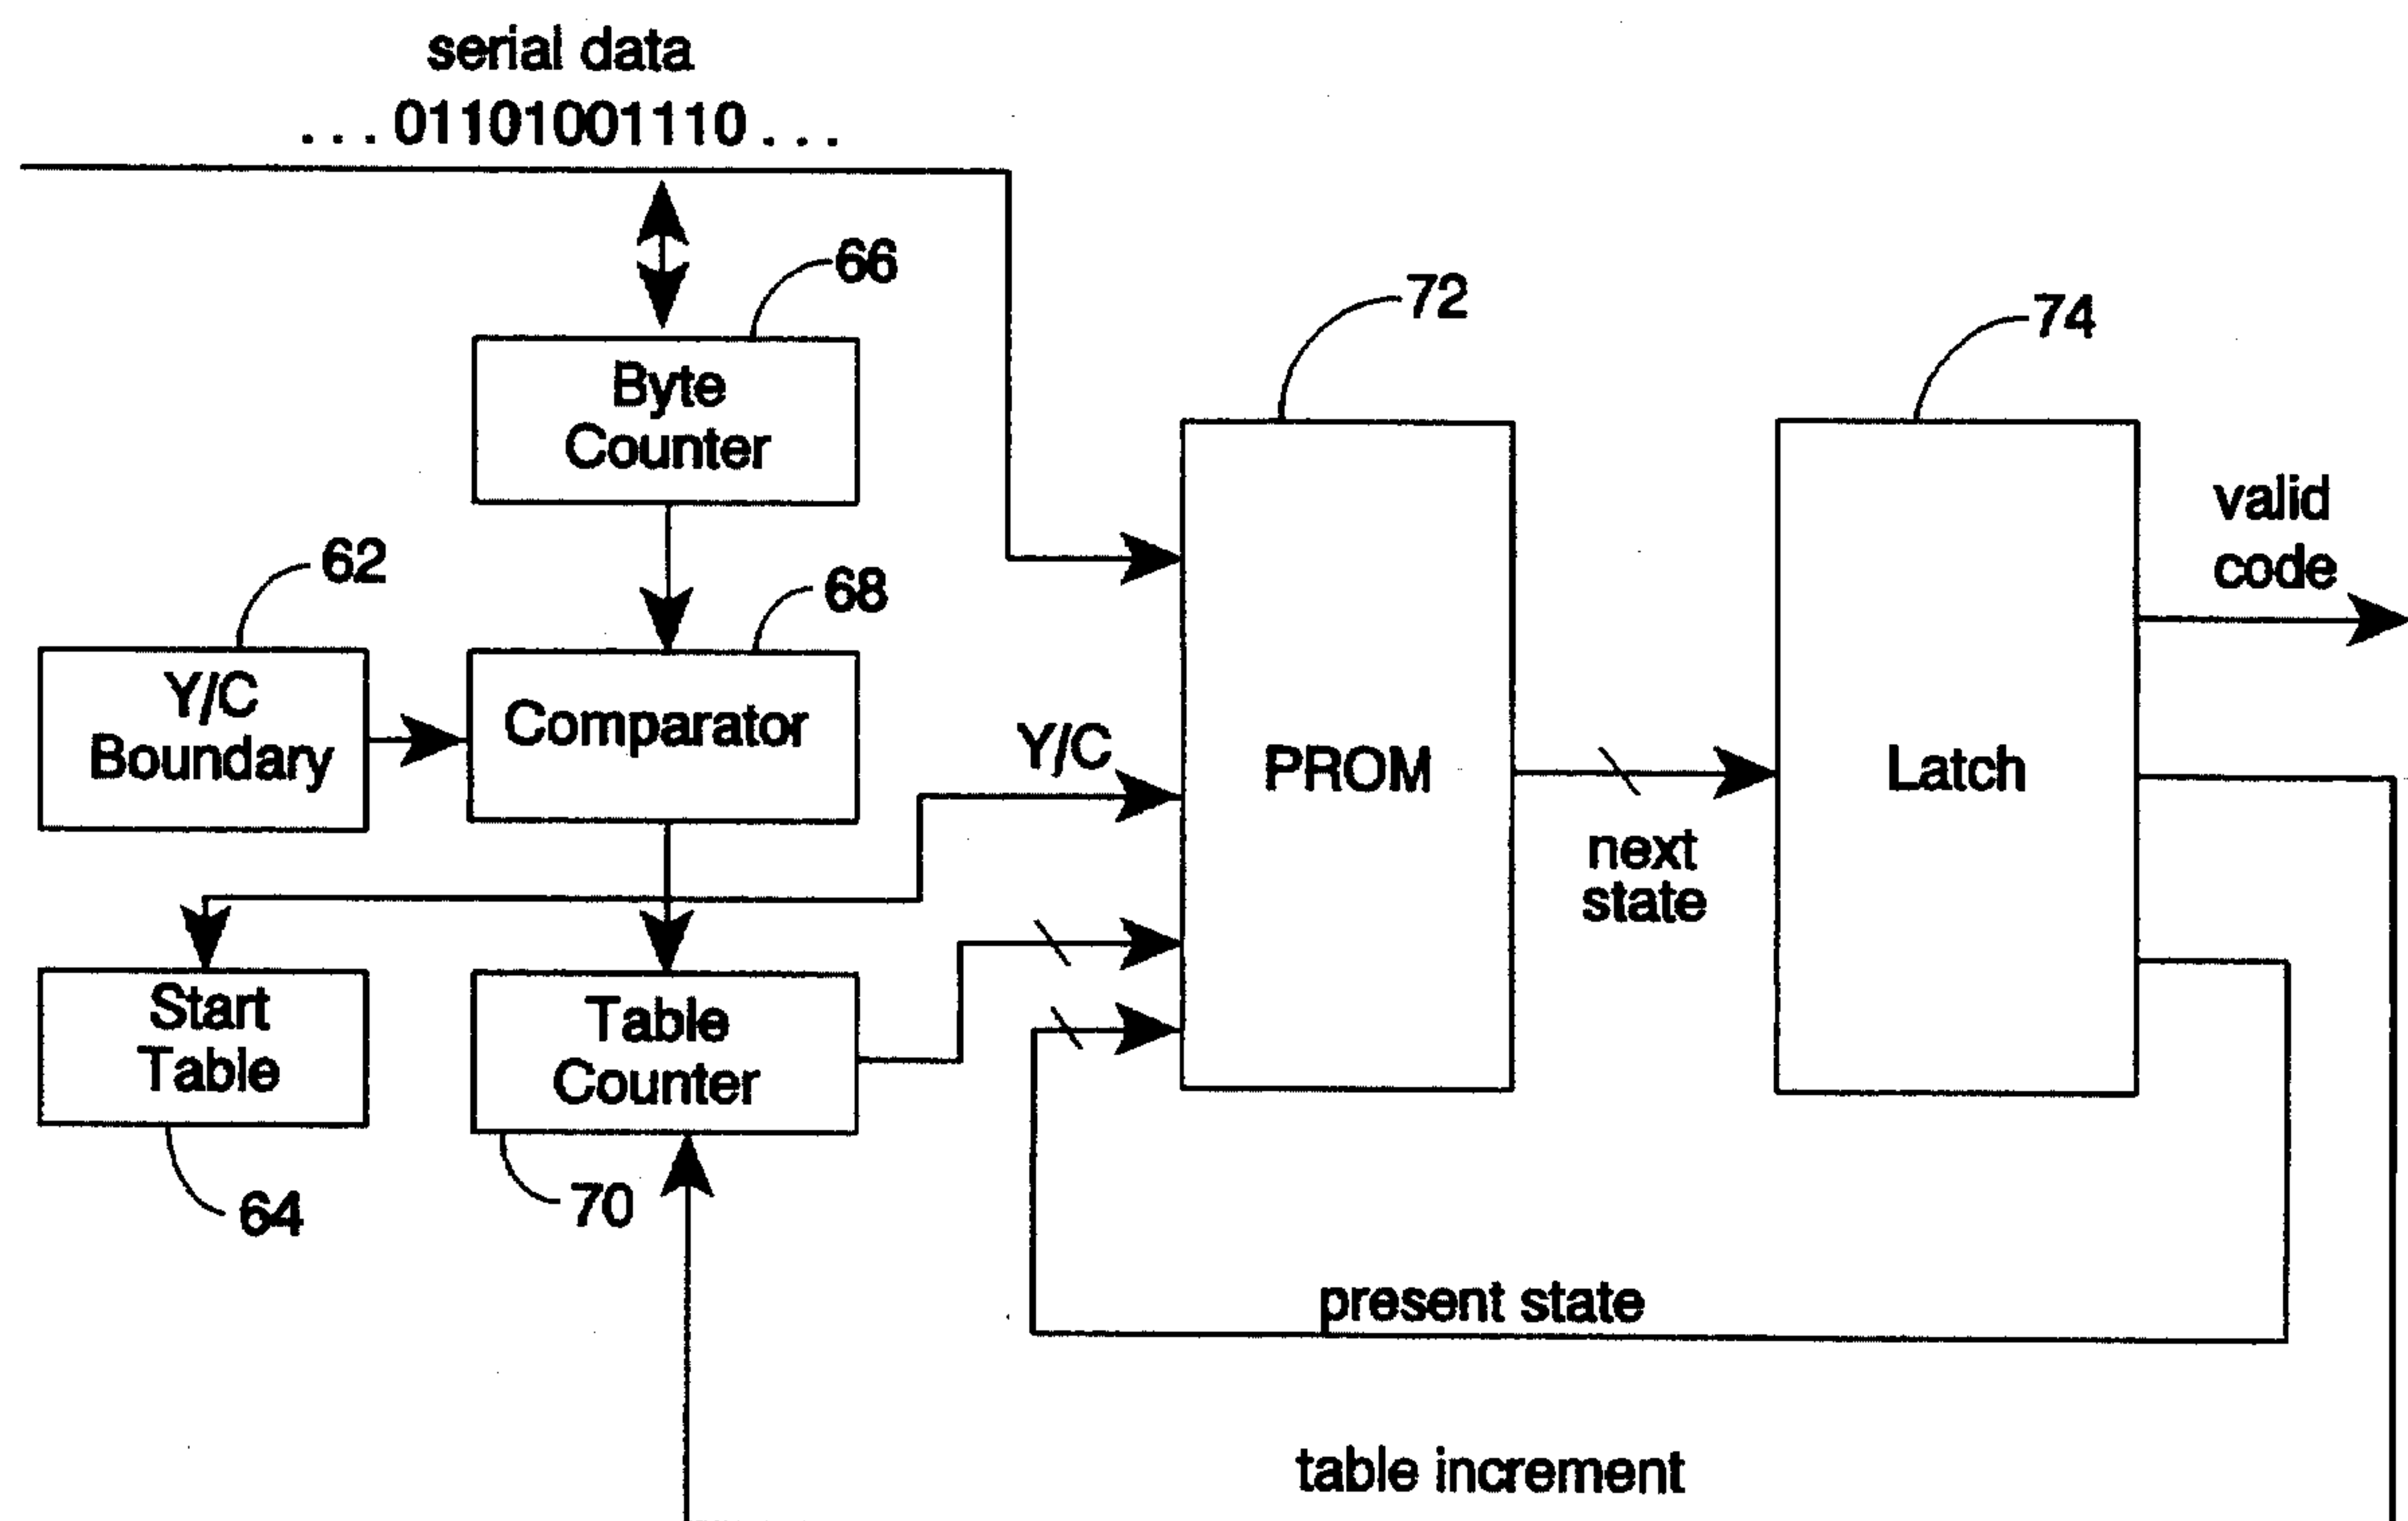 serial data
...01101001110...
66
Byte
Counter
72
74
valid
code
62
68
Y/C
Boundary
Comparator
Y/C
PROM
Latch
next
state
Start
Table
Table
Counter
64
70
present state
table increment